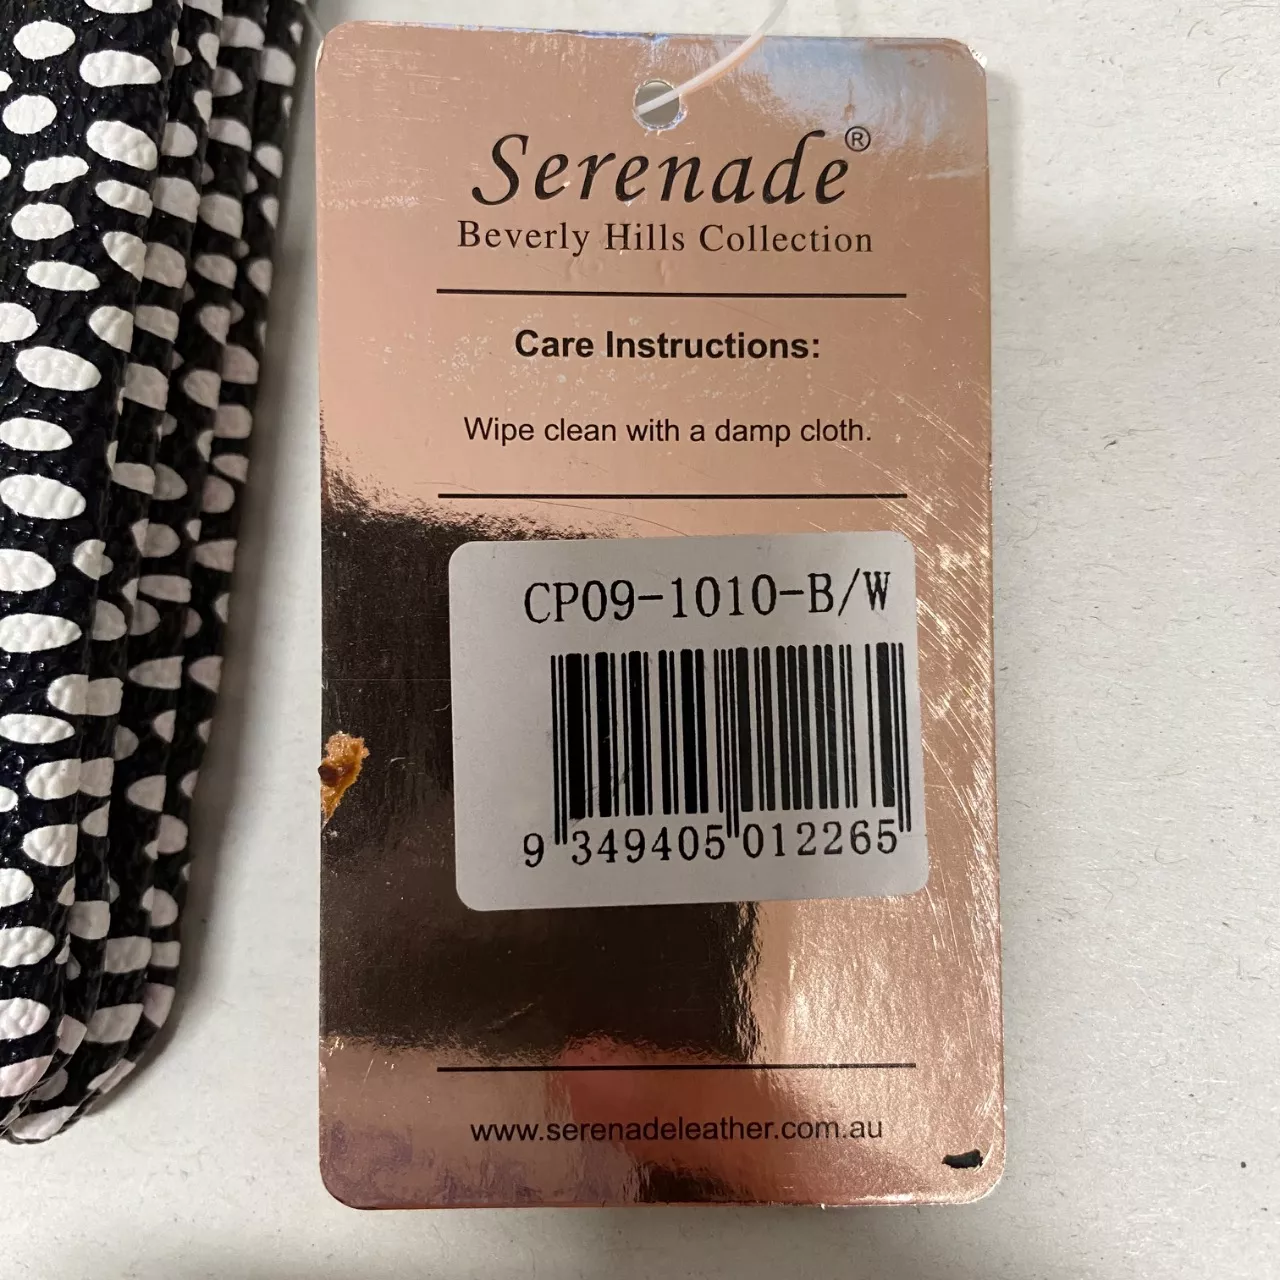 Serenade®
Beverly Hills Collection
Care Instructions:
Wipe clean with a damp cloth.
CP09-1010-B/W
9 349405 012265
www.serenadeleather.com.au